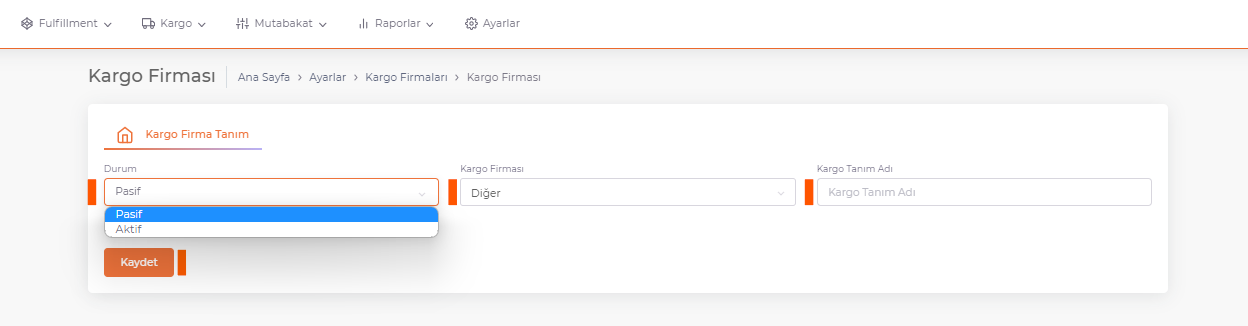 Fulfillment Kargo Mutabakat Raporlar Ayarlar
Kargo Firması Ana Sayfa > Ayarlar > Kargo Firmaları > Kargo Firması
Kargo Firma Tanım
Durum Kargo Firması Kargo Tanım Adı
Pasif Diğer Kargo Tanım Adı
Pasif
Aktif
Kaydet